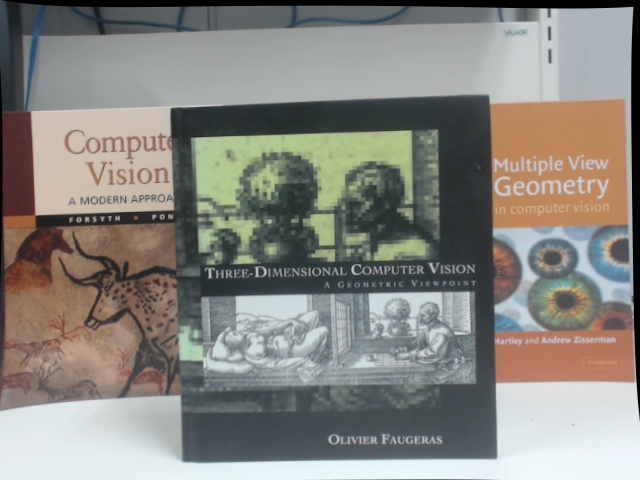 Compute
Vision
A MODERN APPROA
FORSYTH • PON
THREE-DIMENSIONAL COMPUTER VISION
A GEOMETRIC VIEWPOINT
OLIVIER FAUGERAS
Multiple View
Geometry
in computer vision
Hartley and Andrew Zisserman